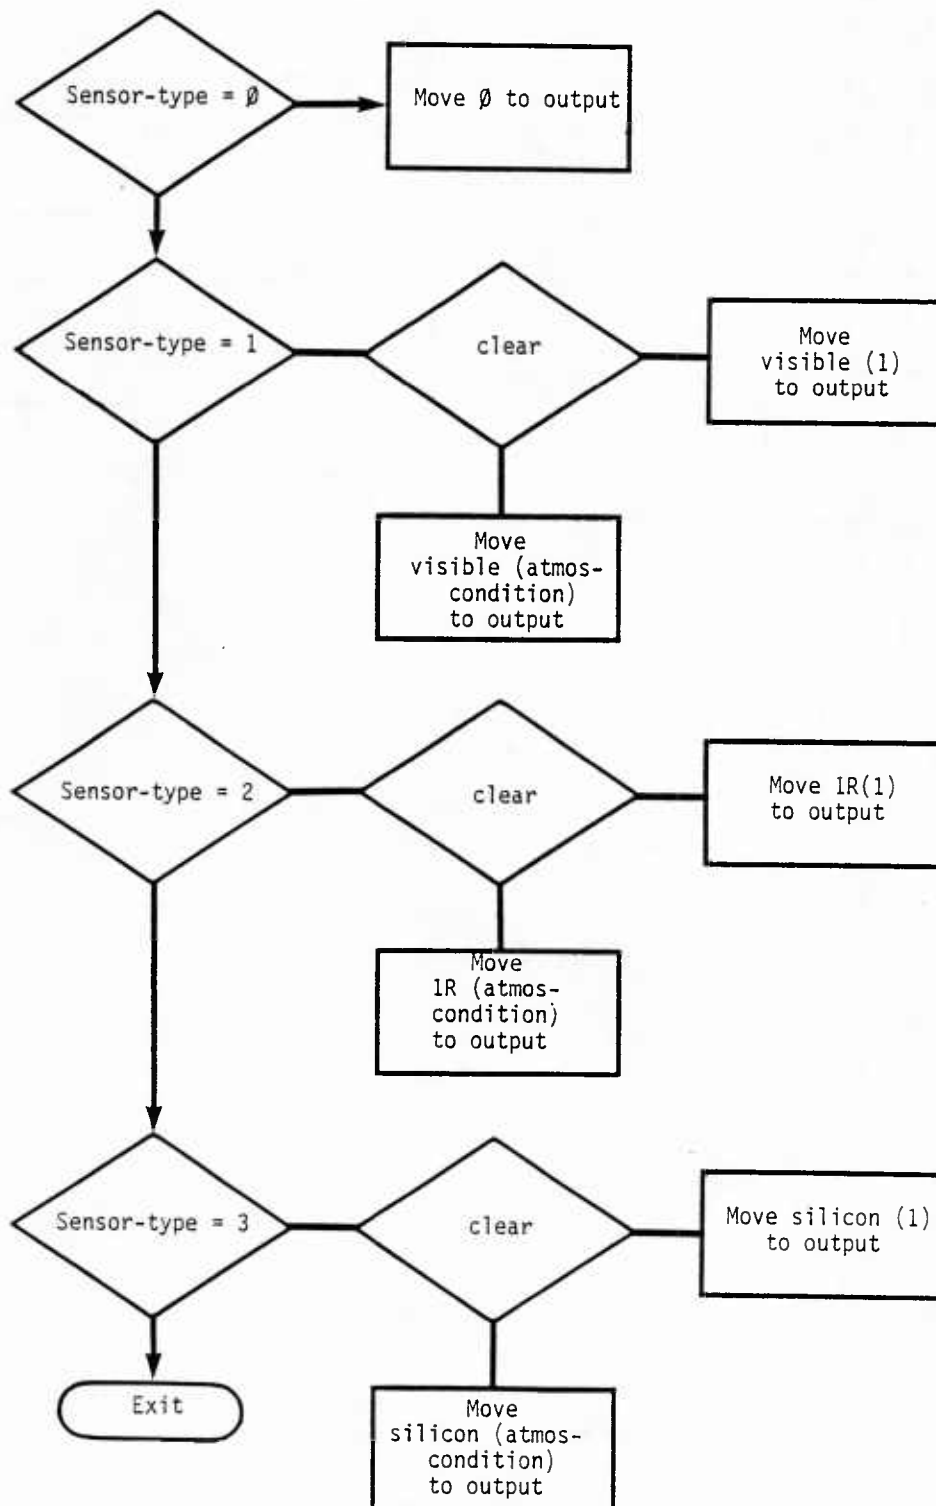 Sensor-type = Ø
Move Ø to output
Sensor-type = 1
clear
Move
visible (1)
to output
Move
visible (atmos-
condition)
to output
Sensor-type = 2
clear
Move IR(1)
to output
Move
IR (atmos-
condition)
to output
Sensor-type = 3
clear
Move silicon (1)
to output
Exit
Move
silicon (atmos-
condition)
to output